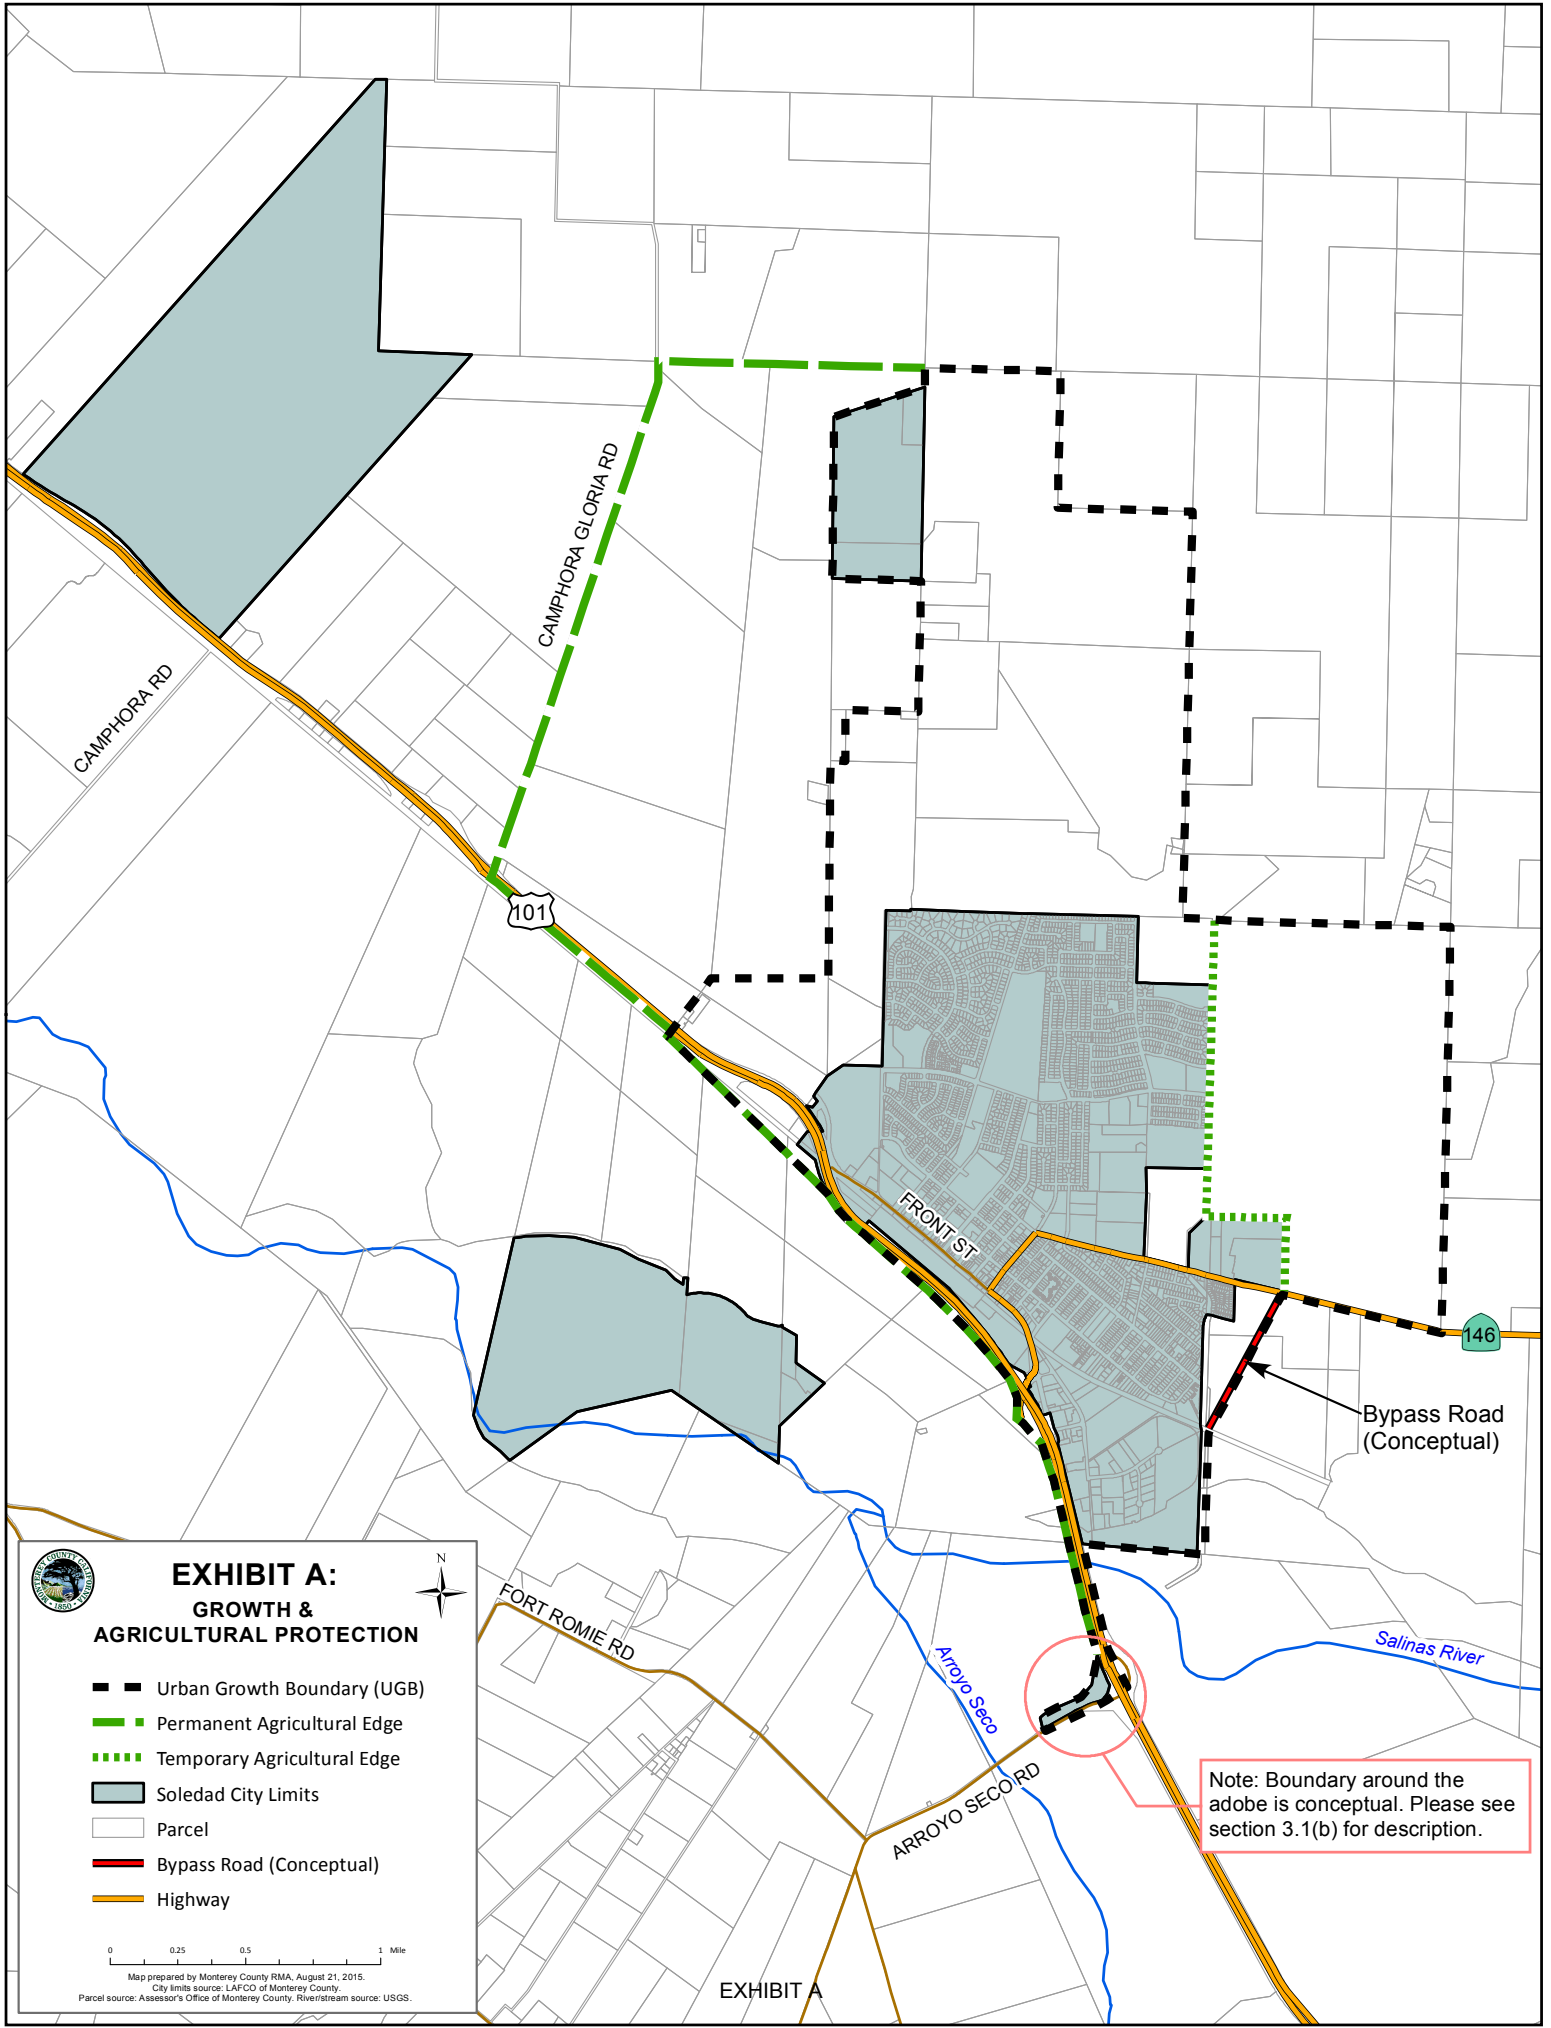 CAMPHORA GLORIA RD
CAMPHORA RD
101
FRONT ST
146
Bypass Road
(Conceptual)
EXHIBIT A:
GROWTH &
AGRICULTURAL PROTECTION
N
MONTEREY COUNTY CALIFORNIA
1850
Urban Growth Boundary (UGB)
Permanent Agricultural Edge
Temporary Agricultural Edge
Soledad City Limits
Parcel
Bypass Road (Conceptual)
Highway
0 0.25 0.5 1 Mile
Map prepared by Monterey County RMA, August 21, 2015.
City limits source: LAFCO of Monterey County.
Parcel source: Assessor's Office of Monterey County. River/stream source: USGS.
FORT ROMIE RD
Arroyo Seco
Salinas River
ARROYO SECO RD
Note: Boundary around the
adobe is conceptual. Please see
section 3.1(b) for description.
EXHIBIT A